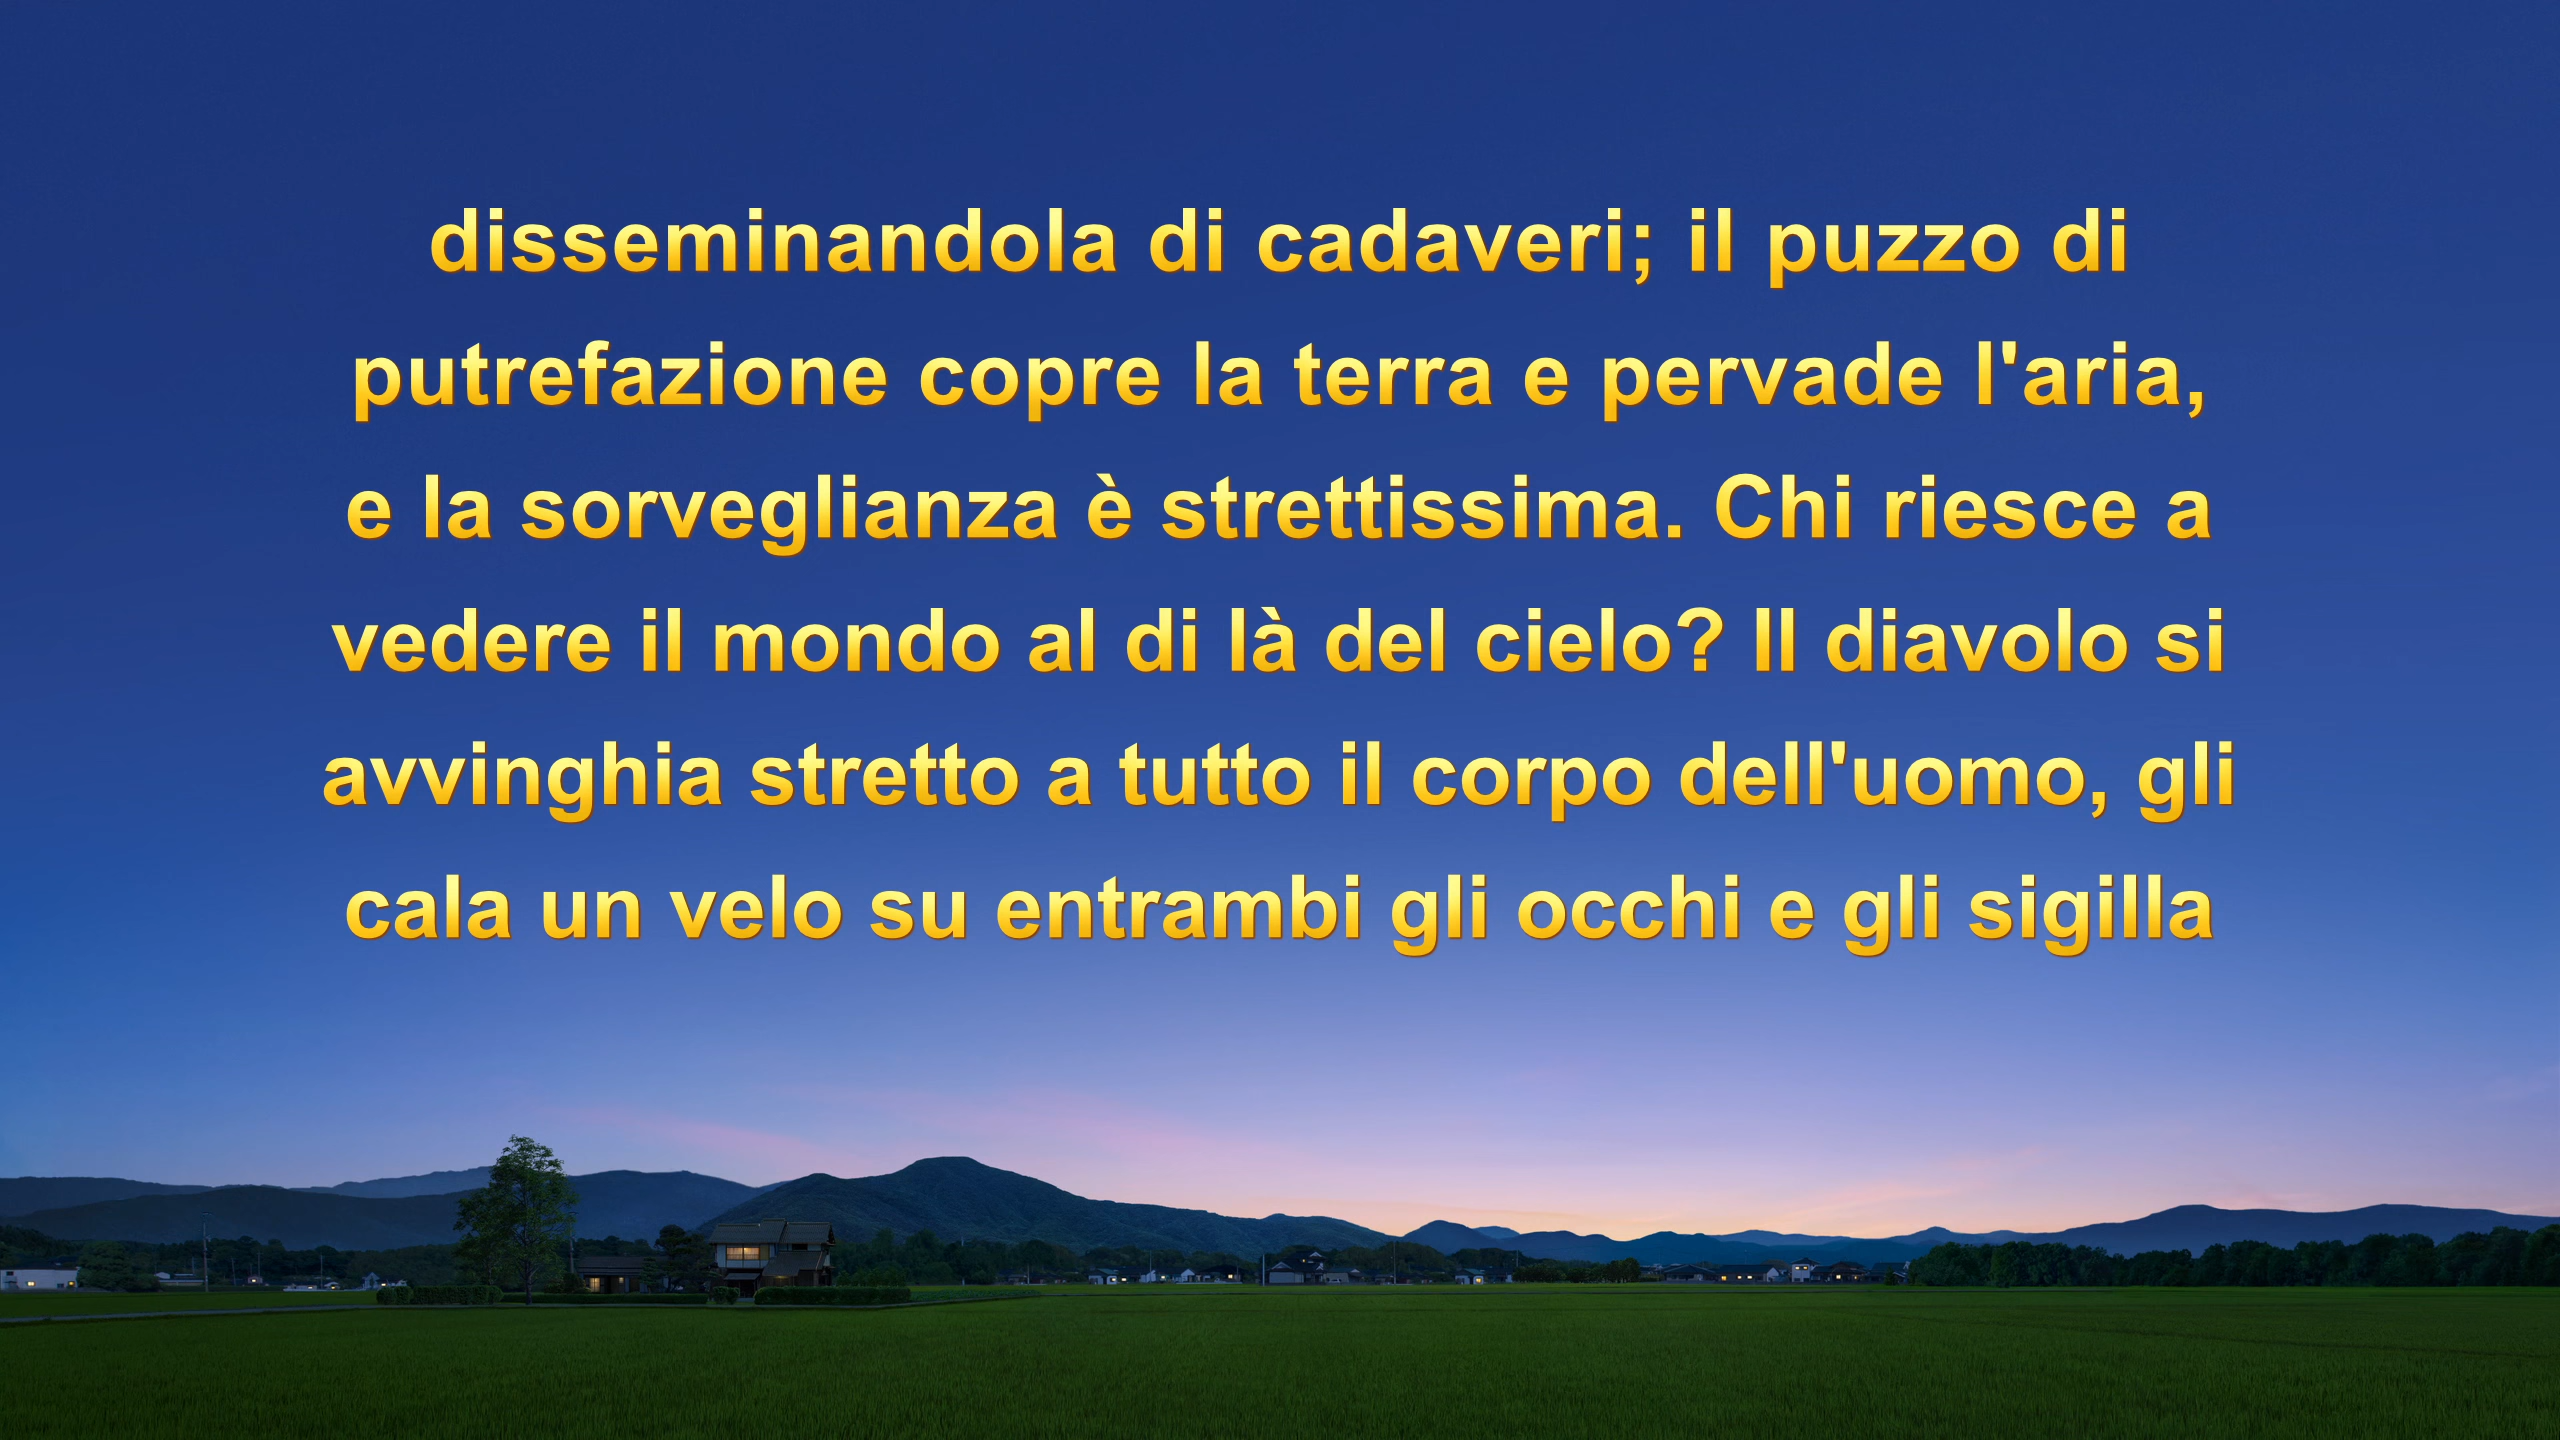 disseminandola di cadaveri; il puzzo di
putrefazione copre la terra e pervade l'aria,
e la sorveglianza è strettissima. Chi riesce a
vedere il mondo al di là del cielo? Il diavolo si
avvinghia stretto a tutto il corpo dell'uomo, gli
cala un velo su entrambi gli occhi e gli sigilla